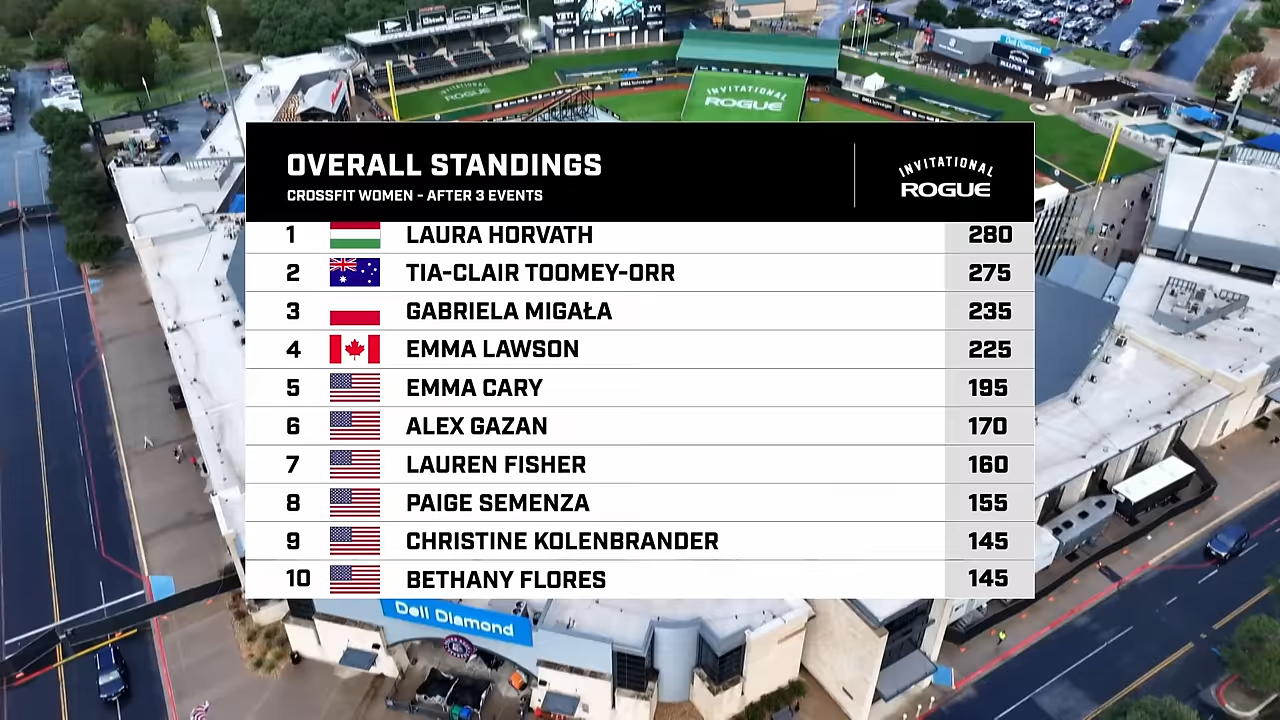 INVITATIONAL
ROGUE
INVITATIONAL
ROGUE
Dell Diamond
OVERALL STANDINGS
CROSSFIT WOMEN - AFTER 3 EVENTS
INVITATIONAL
ROGUE
1 LAURA HORVATH 280
2 TIA-CLAIR TOOMEY-ORR 275
3 GABRIELA MIGAŁA 235
4 EMMA LAWSON 225
5 EMMA CARY 195
6 ALEX GAZAN 170
7 LAUREN FISHER 160
8 PAIGE SEMENZA 155
9 CHRISTINE KOLENBRANDER 145
10 BETHANY FLORES 145
Dell Diamond